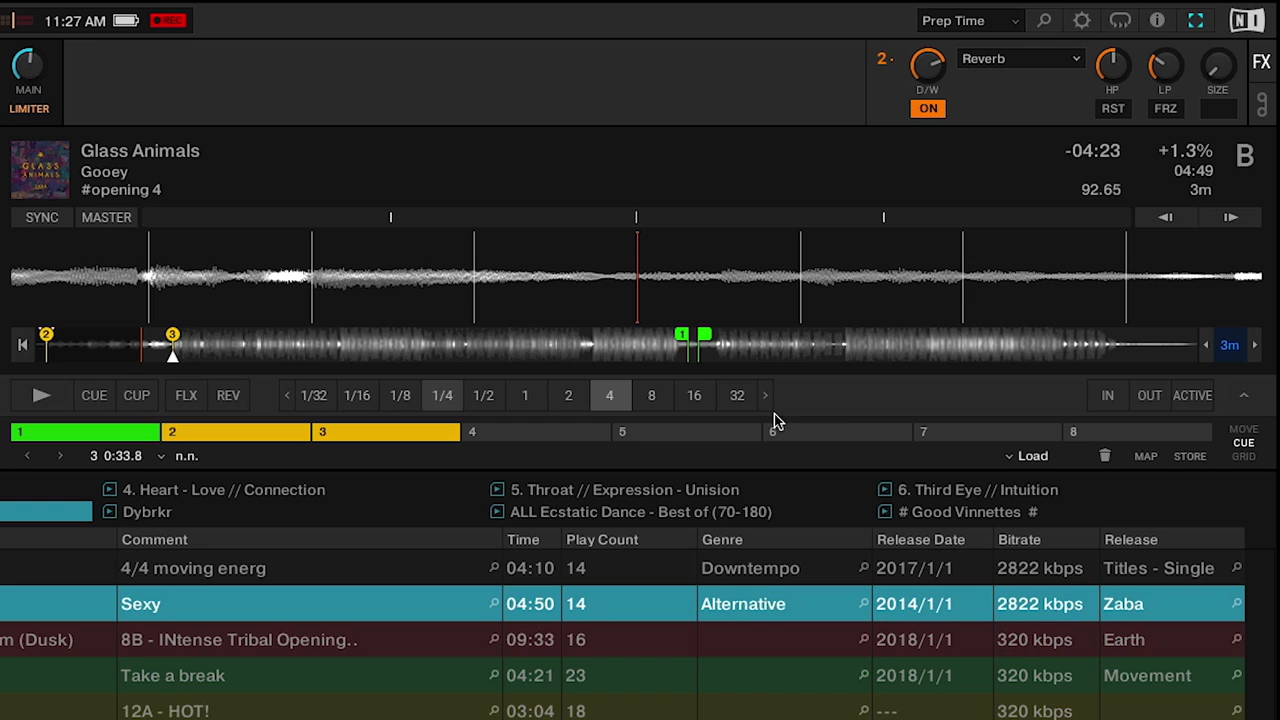 11:27 AM REC Prep Time
MAIN
LIMITER
2 Reverb
D/W HP LP SIZE
ON RST FRZ
FX
GLASS ANIMALS
Glass Animals
Gooey
#opening 4
-04:23 +1.3% B
04:49
92.65 3m
SYNC MASTER
2 3 1 3m
CUE CUP FLX REV 1/32 1/16 1/8 1/4 1/2 1 2 4 8 16 32 IN OUT ACTIVE
1 2 3 4 5 6 7 8 MOVE
CUE
GRID
3 0:33.8 n.n. Load MAP STORE
4. Heart - Love // Connection 5. Throat // Expression - Unision 6. Third Eye // Intuition
Dybrkr ALL Ecstatic Dance - Best of (70-180) # Good Vinnettes #
Comment Time Play Count Genre Release Date Bitrate Release
4/4 moving energ 04:10 14 Downtempo 2017/1/1 2822 kbps Titles - Single
Sexy 04:50 14 Alternative 2014/1/1 2822 kbps Zaba
m (Dusk) 8B - INtense Tribal Opening.. 09:33 16 2018/1/1 320 kbps Earth
Take a break 04:21 23 2018/1/1 320 kbps Movement
12A - HOT! 03:04 18 --- 320 kbps